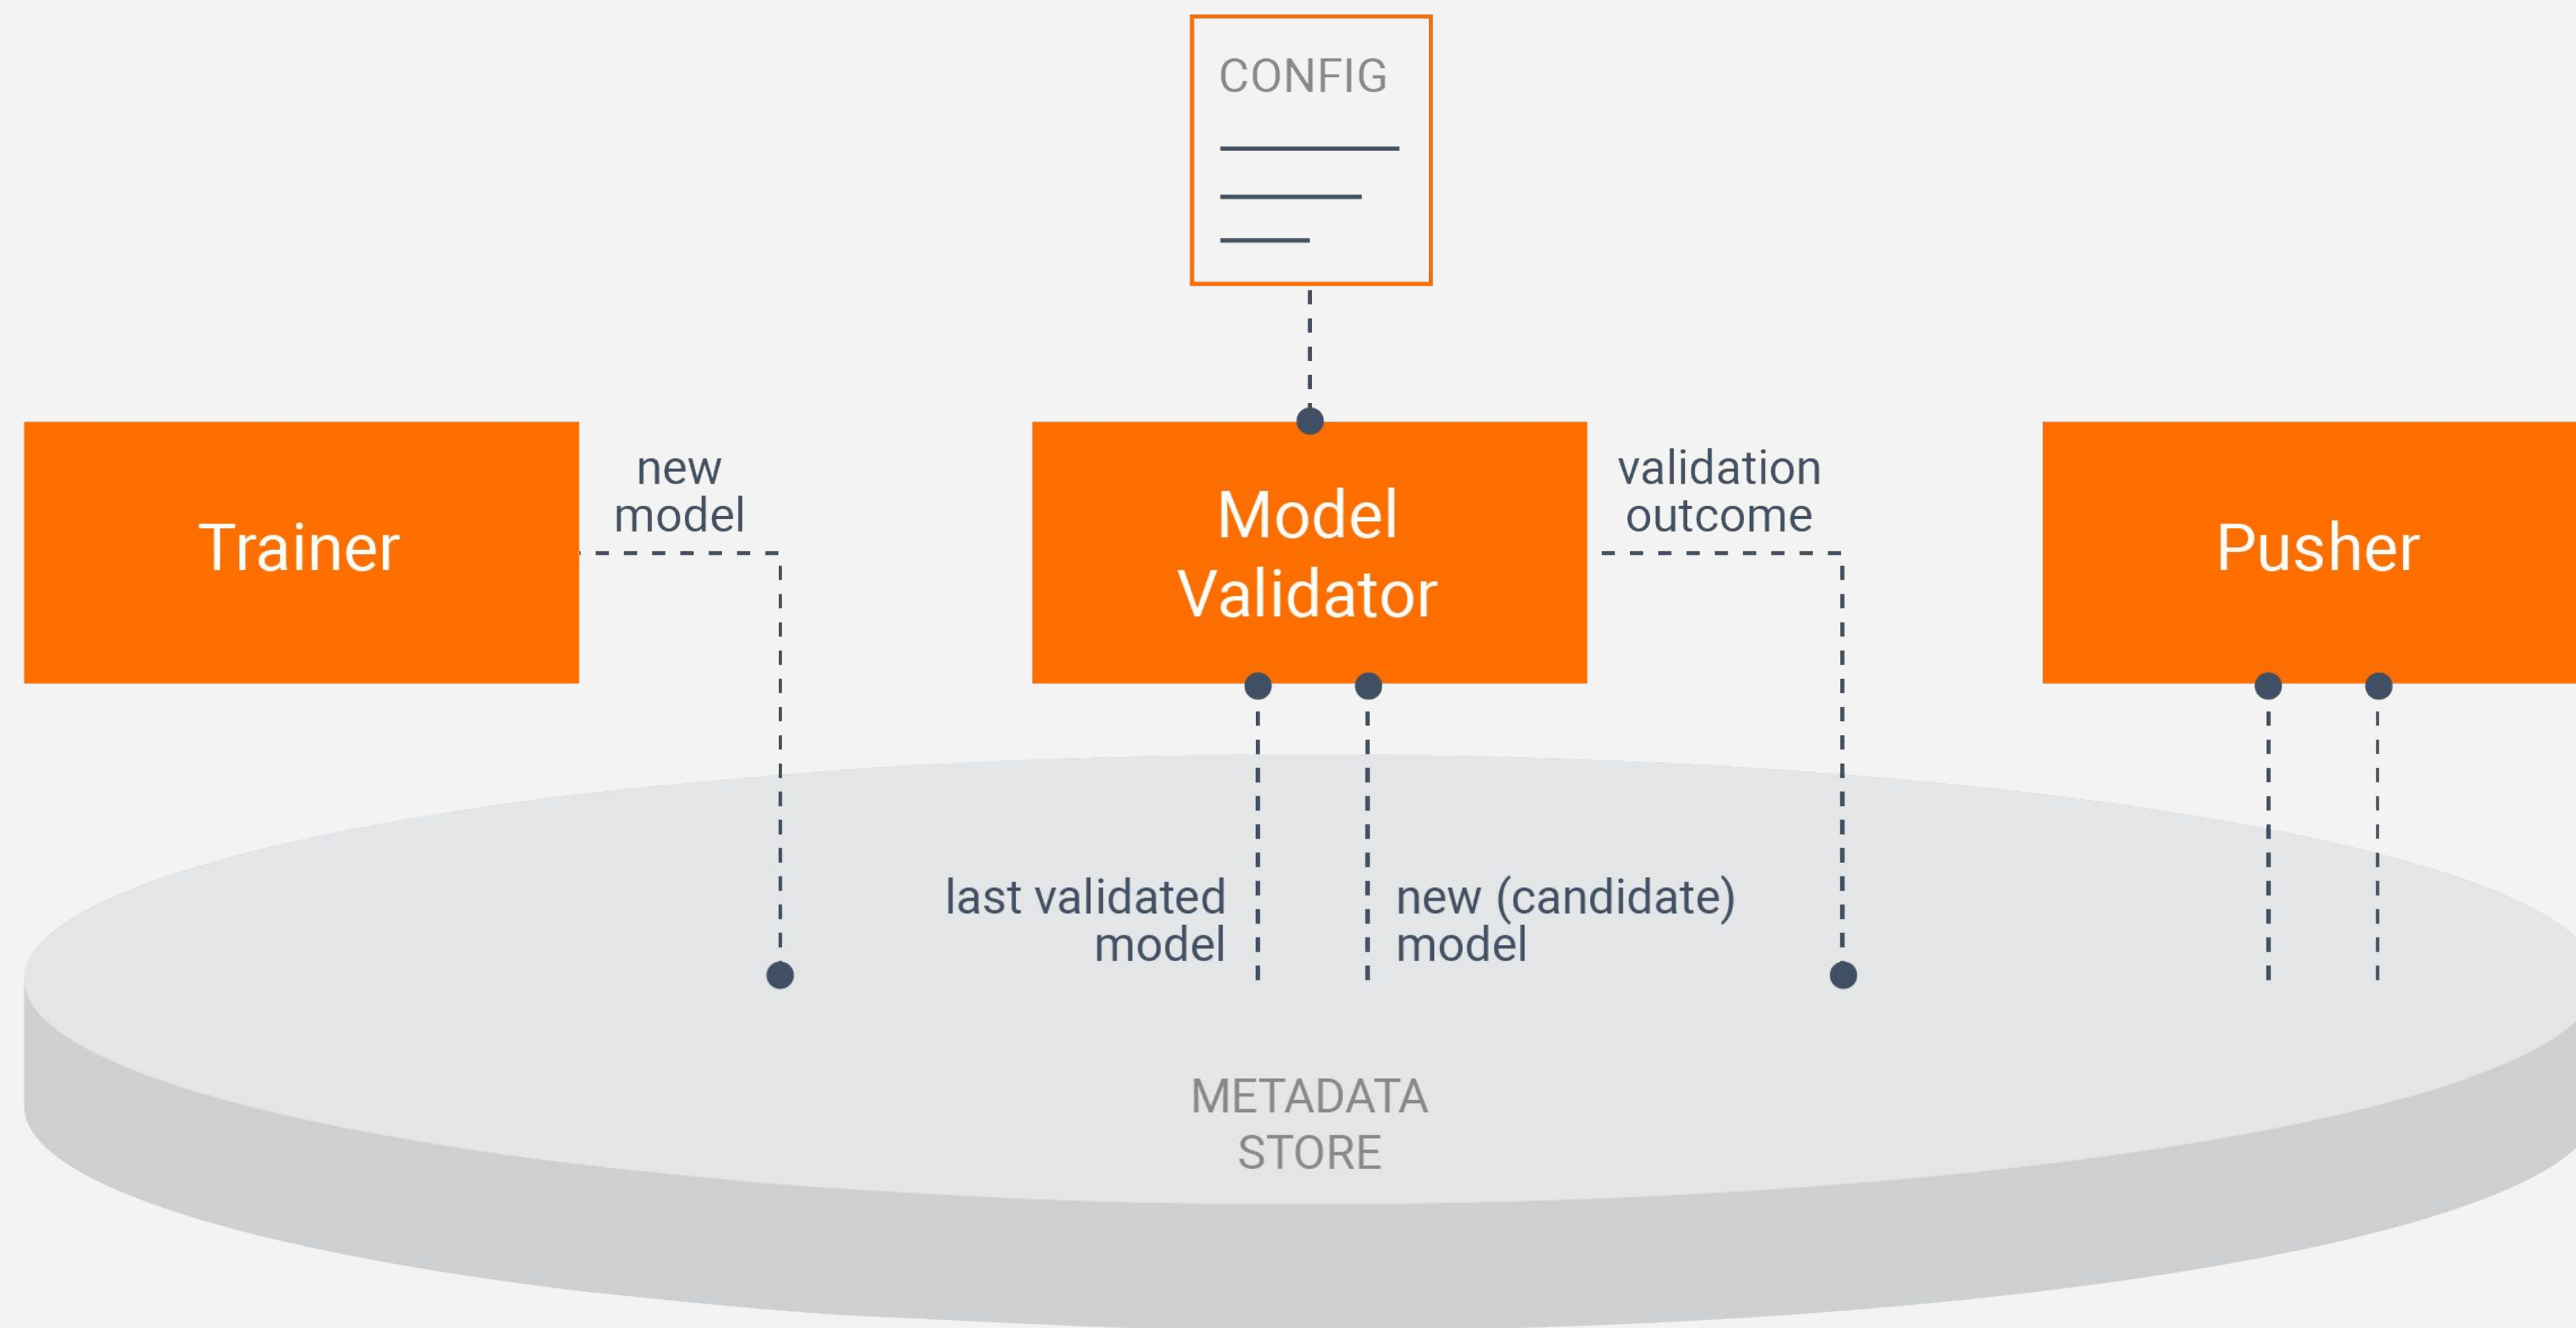 CONFIG
Trainer
new
model
Model
Validator
validation
outcome
Pusher
last validated
model
new (candidate)
model
METADATA
STORE